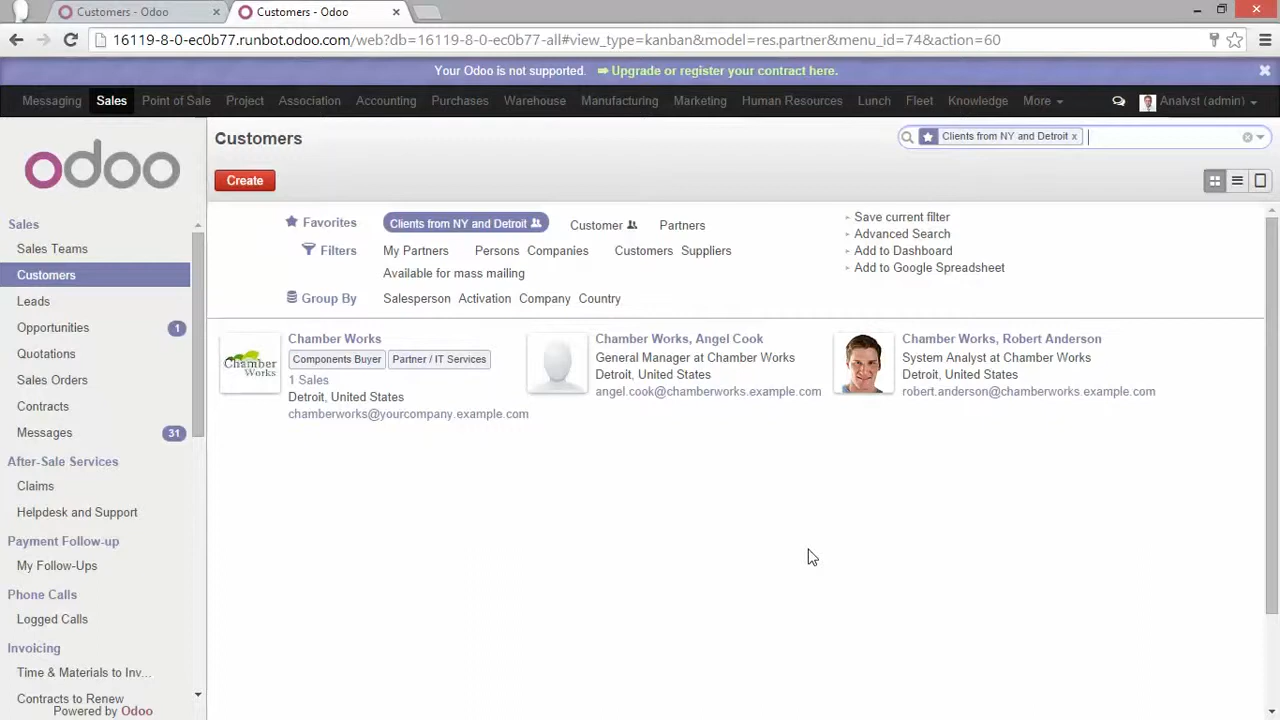 Customers - Odoo
Customers - Odoo
16119-8-0-ec0b77.runbot.odoo.com/web?db=16119-8-0-ec0b77-all#view_type=kanban&model=res.partner&menu_id=74&action=60
Your Odoo is not supported. ➡ Upgrade or register your contract here.
Messaging Sales Point of Sale Project Association Accounting Purchases Warehouse Manufacturing Marketing Human Resources Lunch Fleet Knowledge More Analyst (admin)
odoo
Sales
Sales Teams
Customers
Leads
Opportunities 1
Quotations
Sales Orders
Contracts
Messages 31
After-Sale Services
Claims
Helpdesk and Support
Payment Follow-up
My Follow-Ups
Phone Calls
Logged Calls
Invoicing
Time & Materials to Inv...
Contracts to Renew
Powered by Odoo
Customers
Clients from NY and Detroit x
Create
Favorites Clients from NY and Detroit Customer Partners
Filters My Partners Persons Companies Customers Suppliers
Available for mass mailing
Group By Salesperson Activation Company Country
Save current filter
Advanced Search
Add to Dashboard
Add to Google Spreadsheet
Chamber Works
Chamber Works
Components Buyer Partner / IT Services
1 Sales
Detroit, United States
chamberworks@yourcompany.example.com
Chamber Works, Angel Cook
General Manager at Chamber Works
Detroit, United States
angel.cook@chamberworks.example.com
Chamber Works, Robert Anderson
System Analyst at Chamber Works
Detroit, United States
robert.anderson@chamberworks.example.com